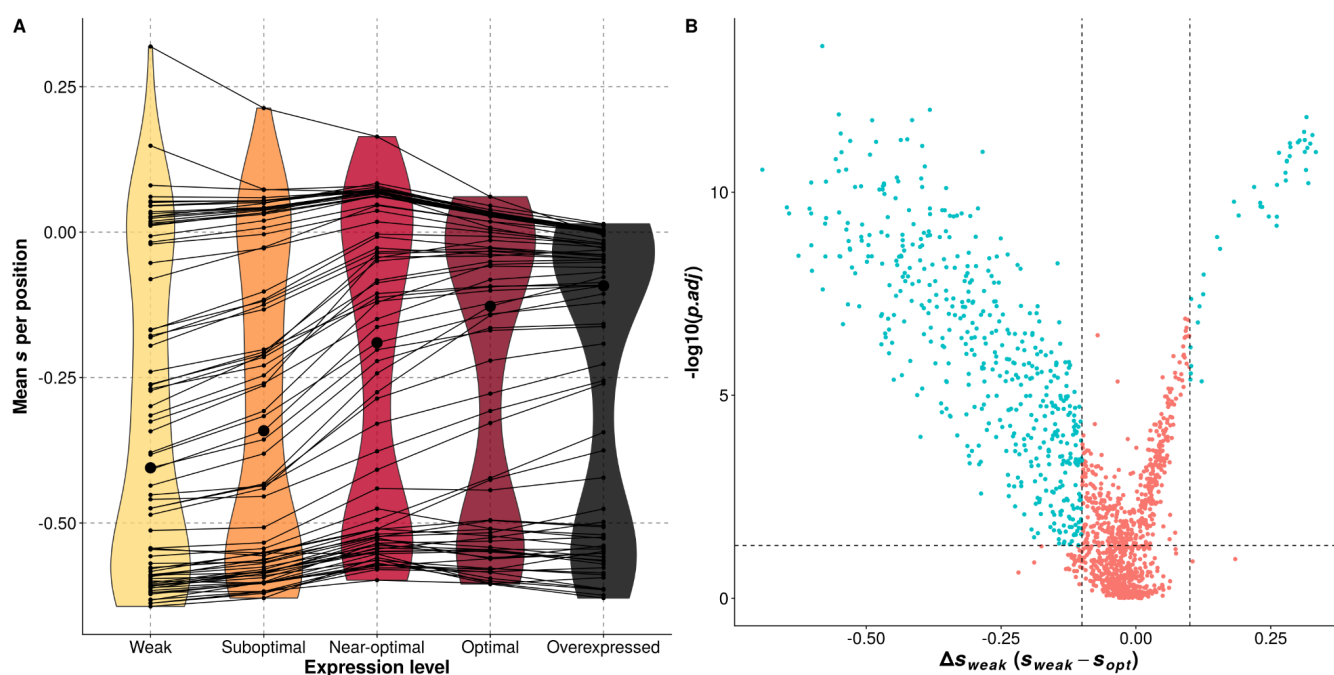 A
Mean s per position
0.25
0.00
-0.25
-0.50
Weak Suboptimal Near-optimal Optimal Overexpressed
Expression level
B
-log10(p.adj)
10
5
0
-0.50 -0.25 0.00 0.25
Δs_weak (s_weak − s_opt)